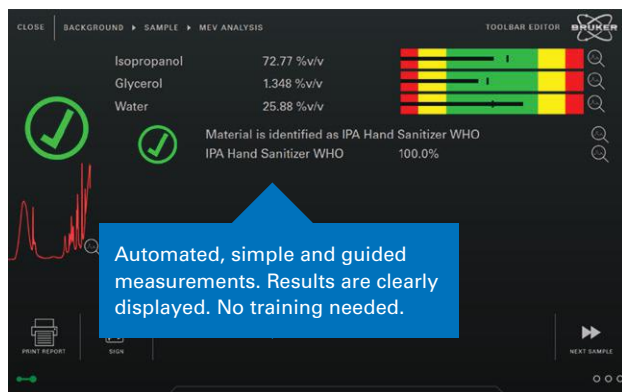 CLOSE BACKGROUND ▸ SAMPLE ▸ MEV ANALYSIS TOOLBAR EDITOR BRUKER
Isopropanol 72.77 %v/v
Glycerol 1.348 %v/v
Water 25.88 %v/v
Material is identified as IPA Hand Sanitizer WHO
IPA Hand Sanitizer WHO 100.0%
Automated, simple and guided
measurements. Results are clearly
displayed. No training needed.
PRINT REPORT SIGN NEXT SAMPLE